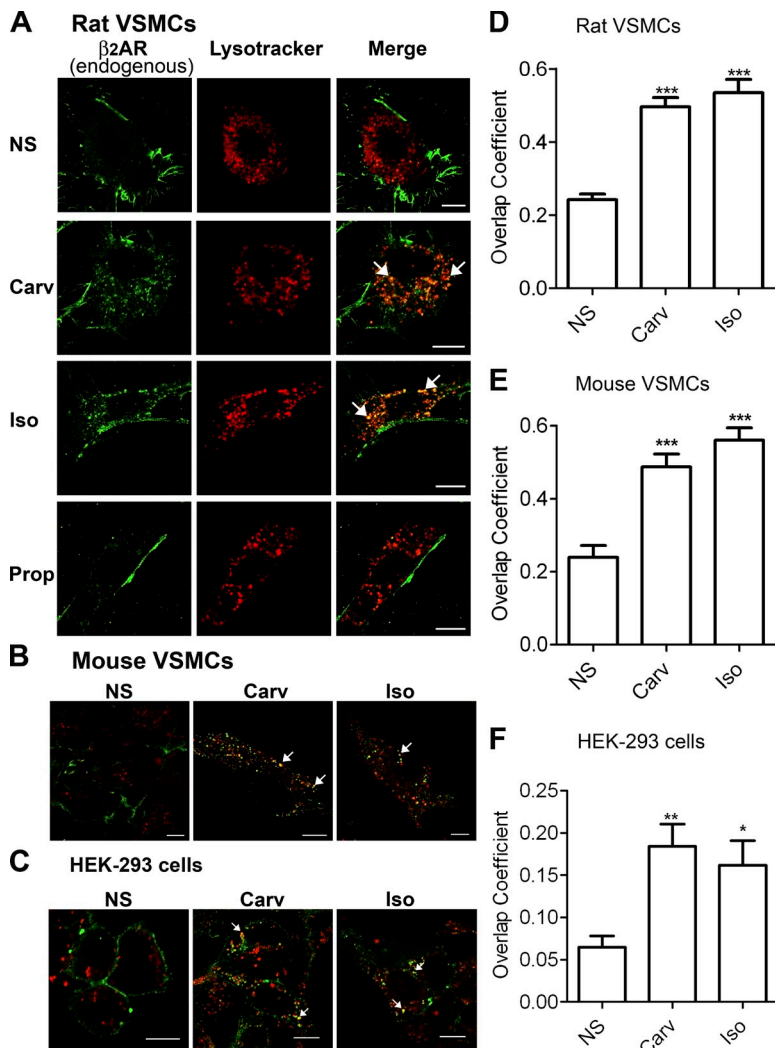 A Rat VSMCs
β2AR
(endogenous)
Lysotracker
Merge
NS
Carv
Iso
Prop
B Mouse VSMCs
NS Carv Iso
C HEK-293 cells
NS Carv Iso
D Rat VSMCs
Overlap Coefficient
0.6
0.4
0.2
0.0
***
***
NS
Carv
Iso
E Mouse VSMCs
Overlap Coefficient
0.6
0.4
0.2
0.0
***
***
NS
Carv
Iso
F HEK-293 cells
Overlap Coefficient
0.25
0.20
0.15
0.10
0.05
0.00
**
*
NS
Carv
Iso